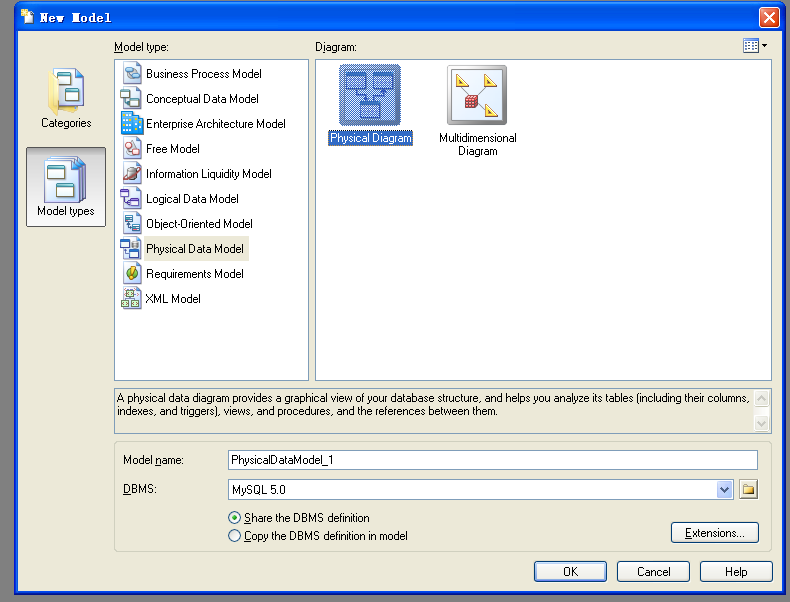 New Model
Model type:
Diagram:
Categories
Model types
Business Process Model
Conceptual Data Model
Enterprise Architecture Model
Free Model
Information Liquidity Model
Logical Data Model
Object-Oriented Model
Physical Data Model
Requirements Model
XML Model
Physical Diagram
Multidimensional
Diagram
A physical data diagram provides a graphical view of your database structure, and helps you analyze its tables (including their columns,
indexes, and triggers), views, and procedures, and the references between them.
Model name:
PhysicalDataModel_1
DBMS:
MySQL 5.0
Share the DBMS definition
Copy the DBMS definition in model
Extensions...
OK
Cancel
Help